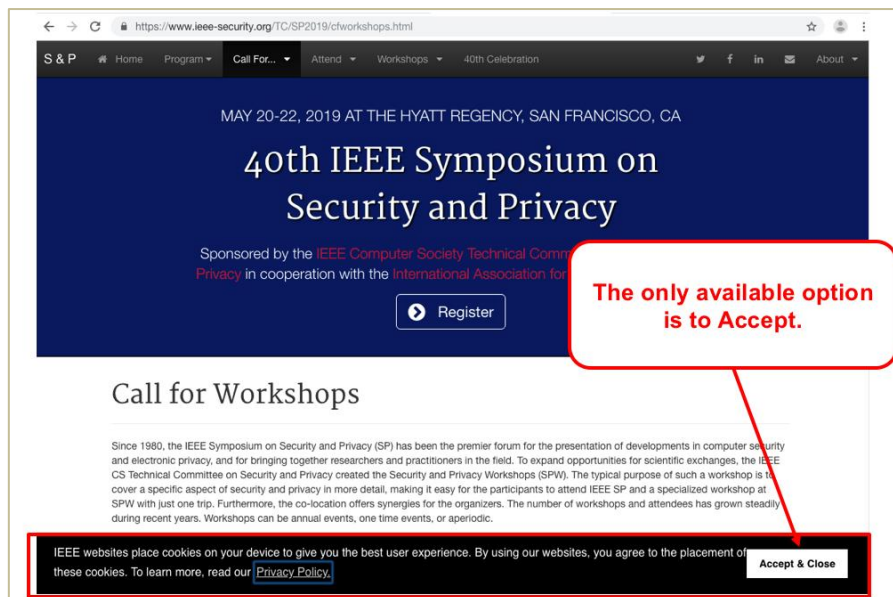 https://www.ieee-security.org/TC/SP2019/cfworkshops.html
S & P Home Program Call For... Attend Workshops 40th Celebration f in About
MAY 20-22, 2019 AT THE HYATT REGENCY, SAN FRANCISCO, CA
40th IEEE Symposium on
Security and Privacy
Sponsored by the IEEE Computer Society Technical Comm
Privacy in cooperation with the International Association for
Register
The only available option
is to Accept.
Call for Workshops
Since 1980, the IEEE Symposium on Security and Privacy (SP) has been the premier forum for the presentation of developments in computer security
and electronic privacy, and for bringing together researchers and practitioners in the field. To expand opportunities for scientific exchanges, the IEEE
CS Technical Committee on Security and Privacy created the Security and Privacy Workshops (SPW). The typical purpose of such a workshop is to
cover a specific aspect of security and privacy in more detail, making it easy for the participants to attend IEEE SP and a specialized workshop at
SPW with just one trip. Furthermore, the co-location offers synergies for the organizers. The number of workshops and attendees has grown steadily
during recent years. Workshops can be annual events, one time events, or aperiodic.
IEEE websites place cookies on your device to give you the best user experience. By using our websites, you agree to the placement of
these cookies. To learn more, read our Privacy Policy.
Accept & Close